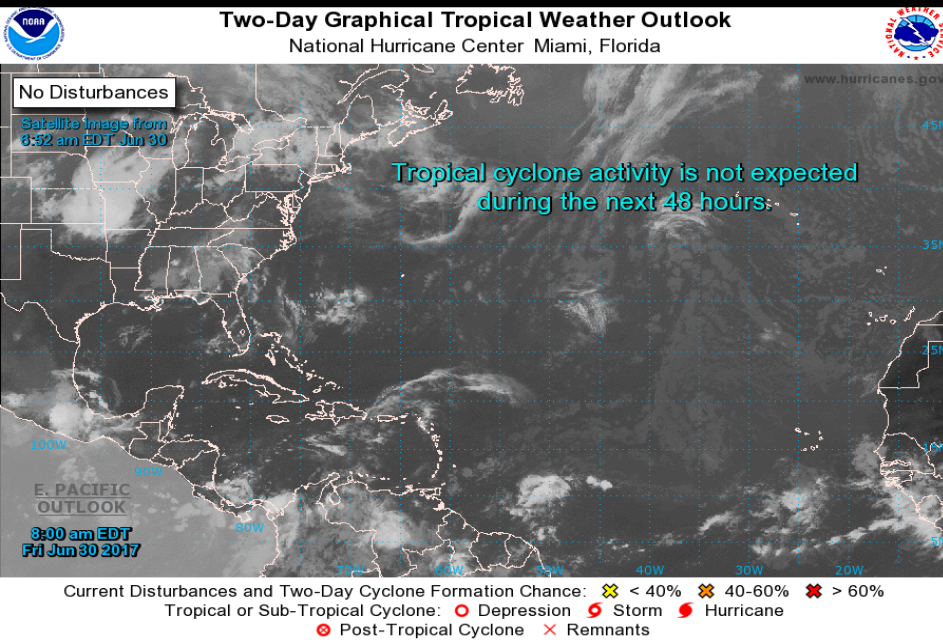 Two-Day Graphical Tropical Weather Outlook
National Hurricane Center Miami, Florida
NOAA
www.hurricanes.gov
No Disturbances
Satellite Image from
6:52 am EDT Jun 30
45N
Tropical cyclone activity is not expected
during the next 48 hours.
35N
25N
15N
100W
90W
E. PACIFIC
OUTLOOK
80W
8:00 am EDT
Fri Jun 30 2017
5N
70W
60W
50W
40W
30W
20W
Current Disturbances and Two-Day Cyclone Formation Chance: < 40% 40-60% > 60%
Tropical or Sub-Tropical Cyclone: Depression Storm Hurricane
Post-Tropical Cyclone Remnants